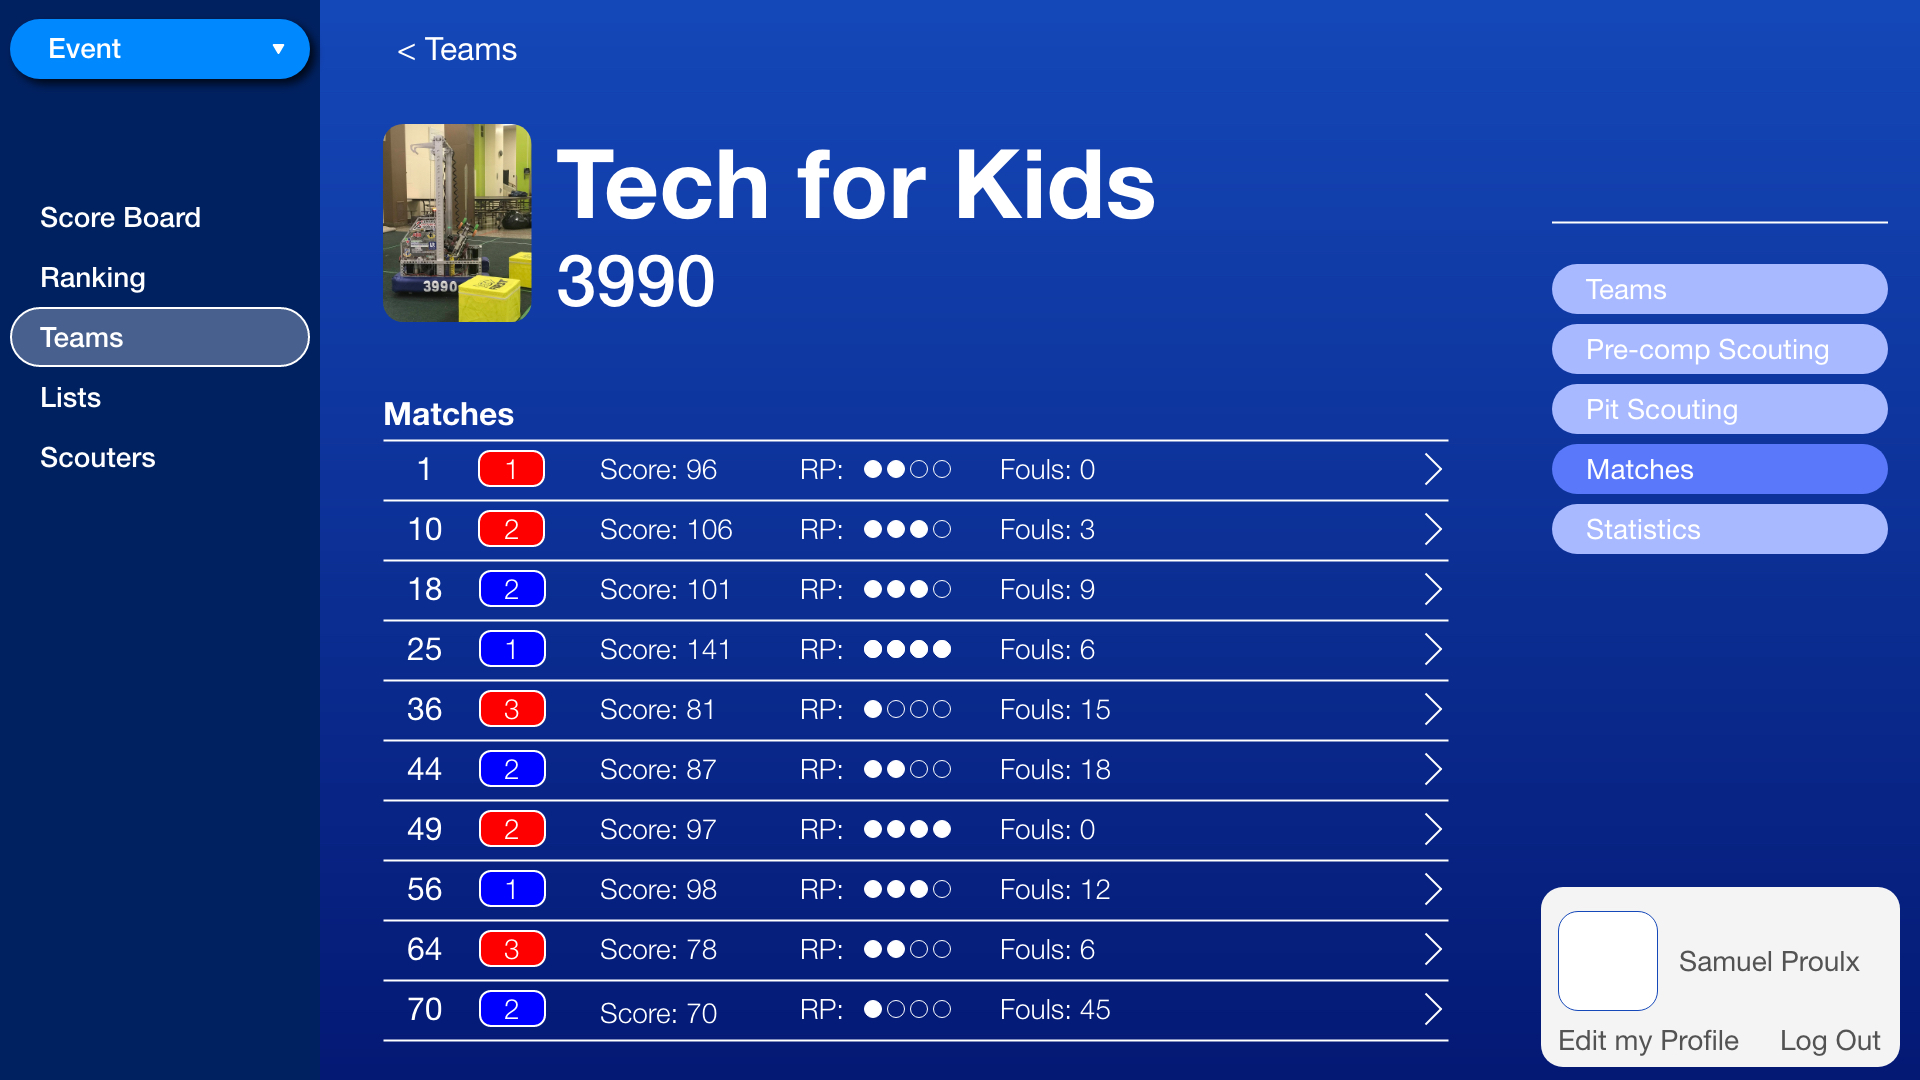 Event ▼
Score Board
Ranking
Teams
Lists
Scouters
< Teams
Tech for Kids
3990
3990
Matches
1 1 Score: 96 RP: ●●○○ Fouls: 0
10 2 Score: 106 RP: ●●●○ Fouls: 3
18 2 Score: 101 RP: ●●●○ Fouls: 9
25 1 Score: 141 RP: ●●●● Fouls: 6
36 3 Score: 81 RP: ●○○○ Fouls: 15
44 2 Score: 87 RP: ●●○○ Fouls: 18
49 2 Score: 97 RP: ●●●● Fouls: 0
56 1 Score: 98 RP: ●●●○ Fouls: 12
64 3 Score: 78 RP: ●●○○ Fouls: 6
70 2 Score: 70 RP: ●○○○ Fouls: 45
Teams
Pre-comp Scouting
Pit Scouting
Matches
Statistics
Samuel Proulx
Edit my Profile Log Out